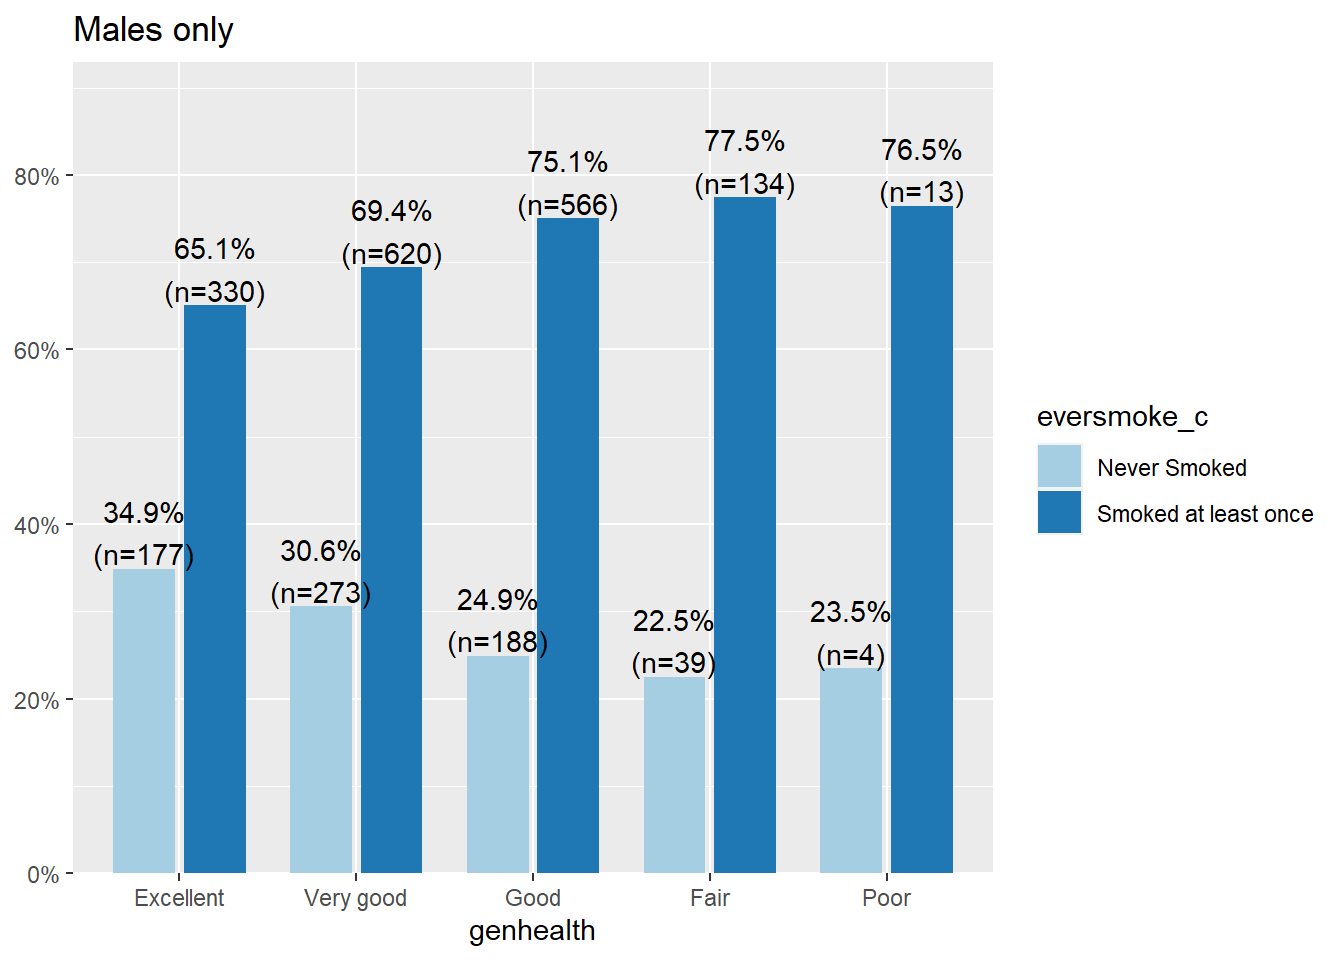 Males only
80%
60%
40%
20%
0%
34.9%
(n=177)
65.1%
(n=330)
30.6%
(n=273)
69.4%
(n=620)
24.9%
(n=188)
75.1%
(n=566)
22.5%
(n=39)
77.5%
(n=134)
23.5%
(n=4)
76.5%
(n=13)
Excellent
Very good
Good
Fair
Poor
genhealth
eversmoke_c
Never Smoked
Smoked at least once